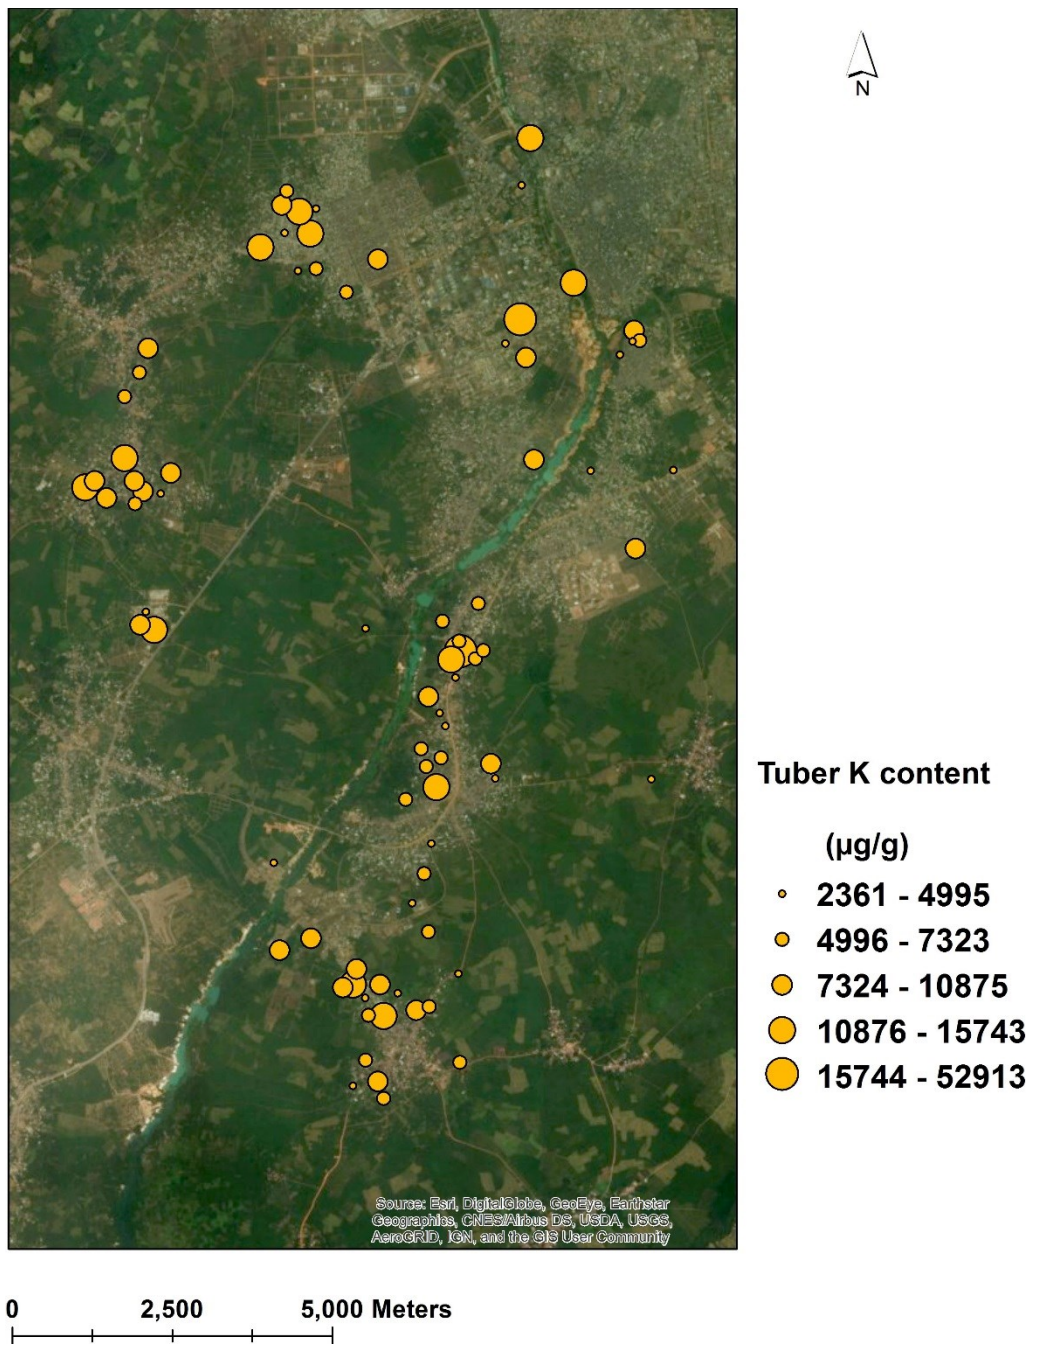 N
Tuber K content
(µg/g)
2361 - 4995
4996 - 7323
7324 - 10875
10876 - 15743
15744 - 52913
Source: Esri, DigitalGlobe, GeoEye, Earthstar
Geographics, CNES/Airbus DS, USDA, USGS,
AeroGRID, IGN, and the GIS User Community
0 2,500 5,000 Meters